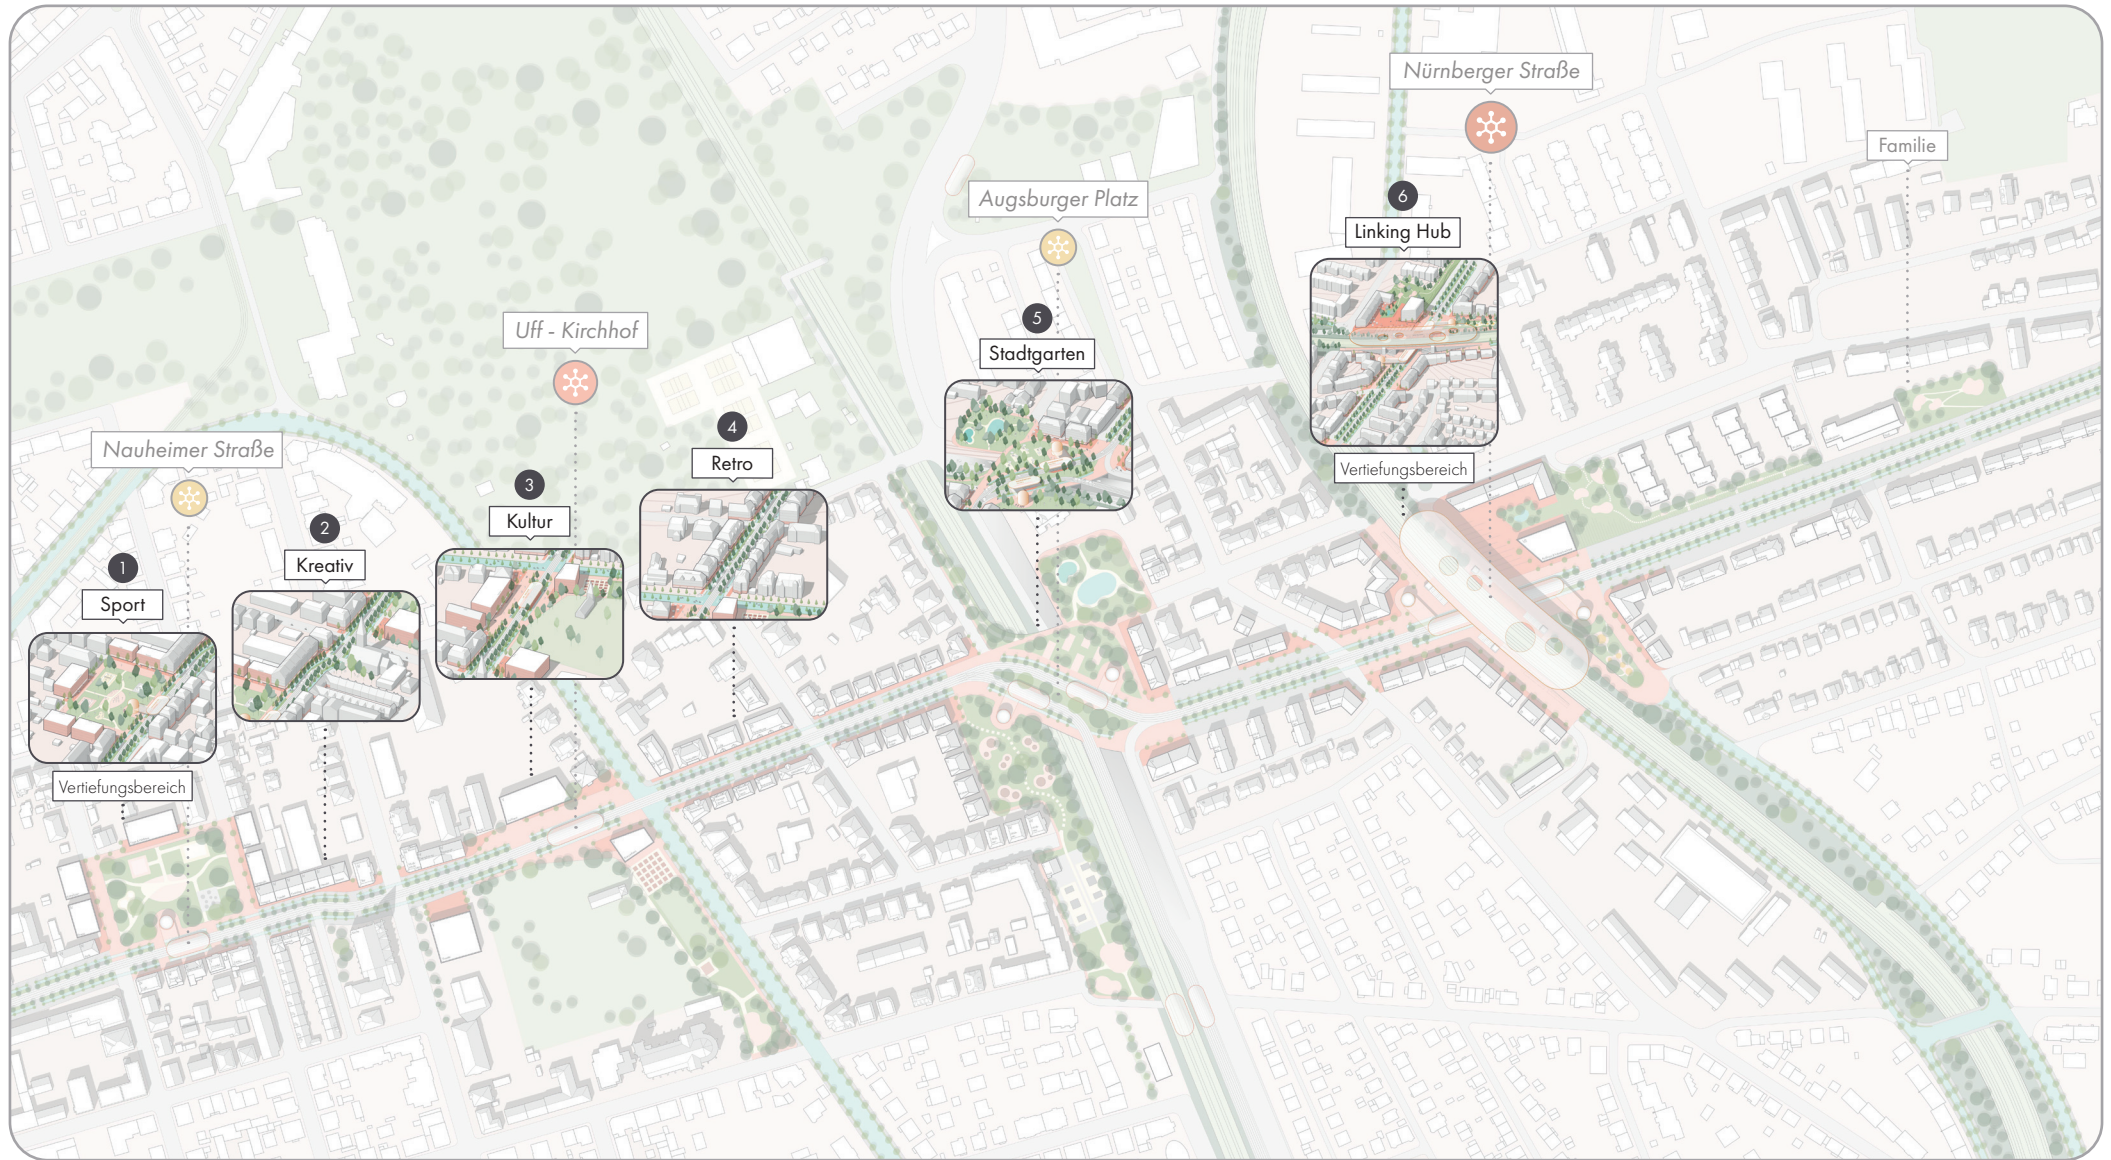 Nürnberger Straße
Familie
Augsburger Platz
6
Linking Hub
Uff - Kirchhof
5
Stadtgarten
Nauheimer Straße
4
Retro
Vertiefungsbereich
3
Kultur
2
Kreativ
1
Sport
Vertiefungsbereich